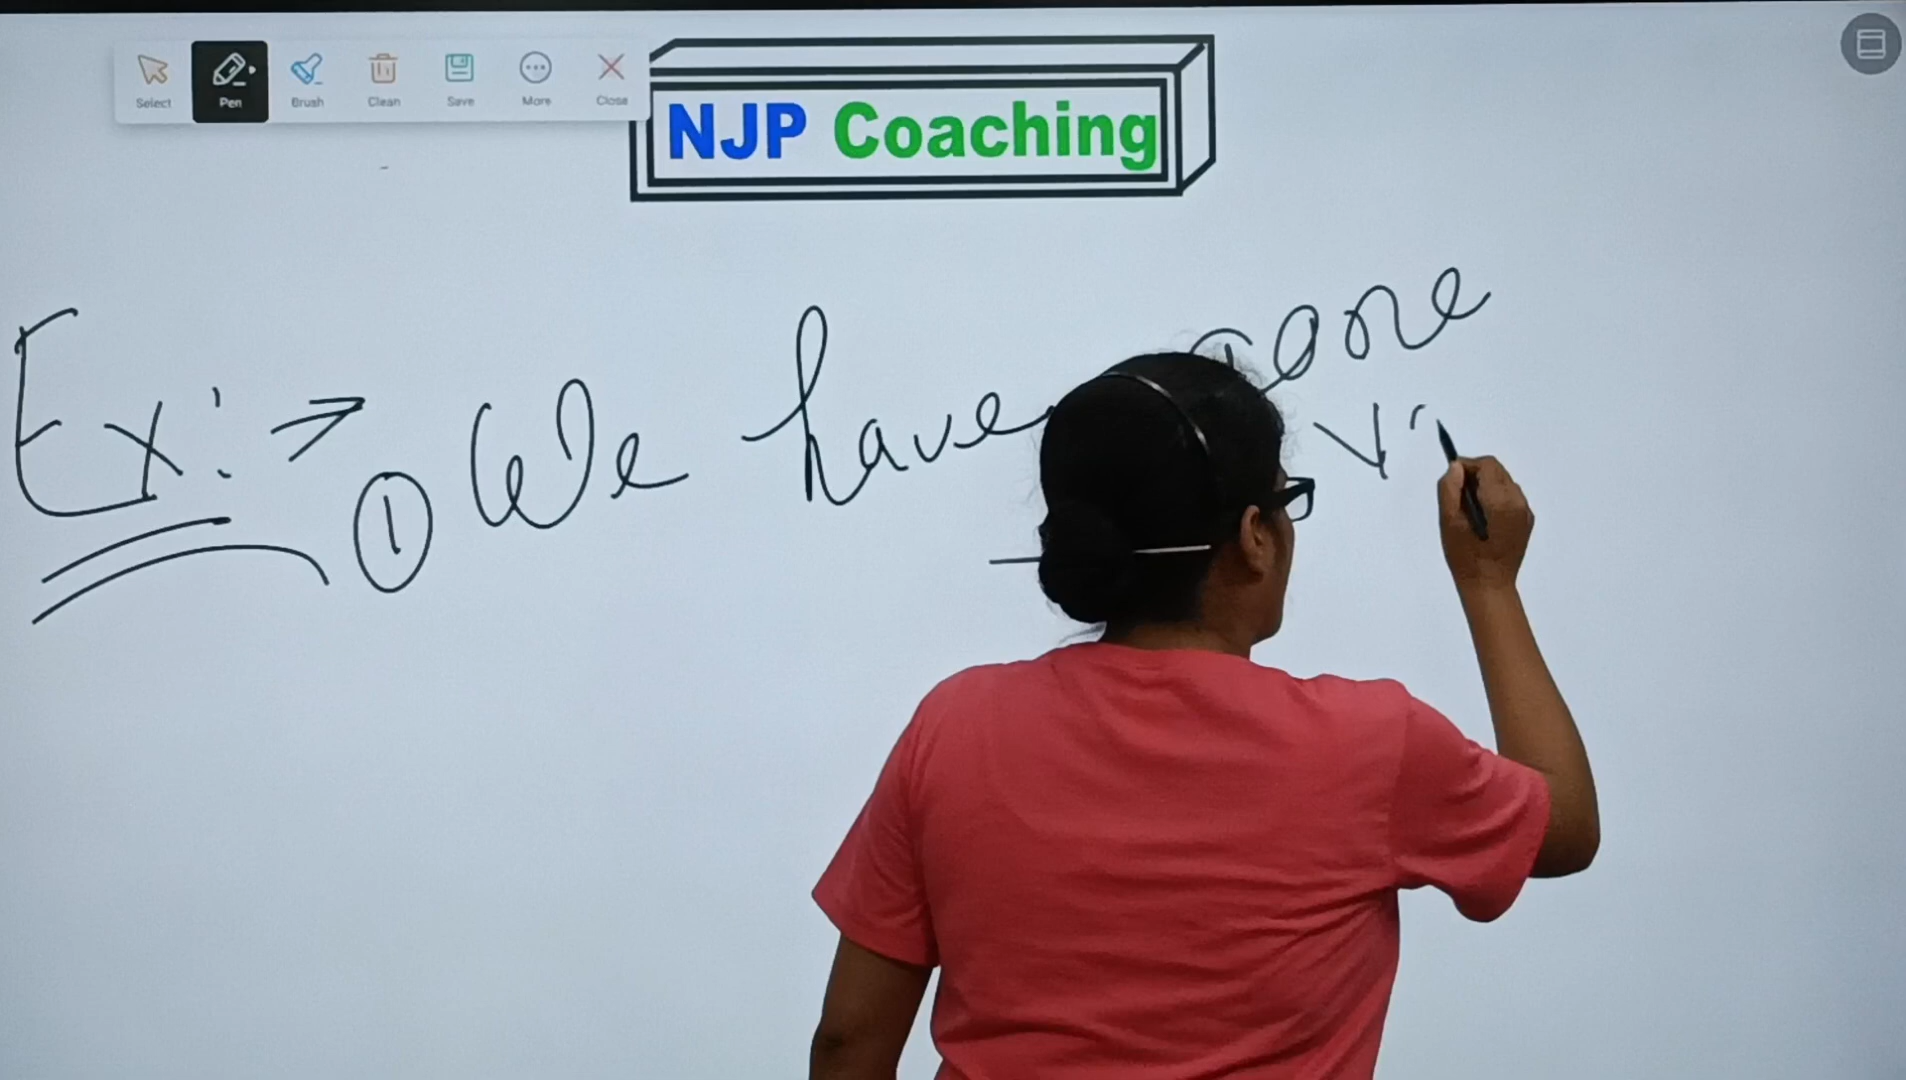 Select Pen Brush Clean Save More Close
NJP Coaching
Ex: →
① We have gone